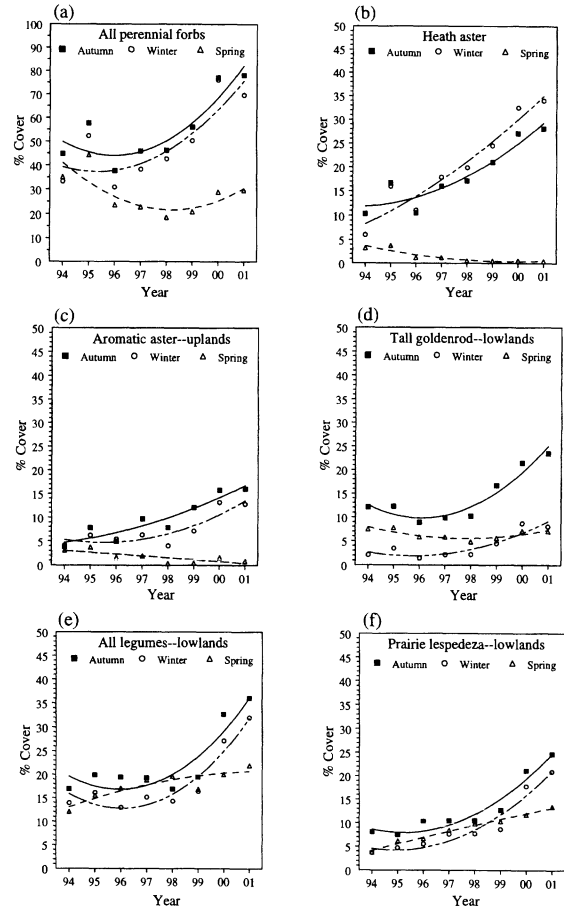 (a)
All perennial forbs
Autumn Winter Spring
100
90
80
70
60
50
40
30
20
10
0
% Cover
94 95 96 97 98 99 00 01
Year
(b)
Heath aster
Autumn Winter Spring
50
45
40
35
30
25
20
15
10
5
0
% Cover
94 95 96 97 98 99 00 01
Year
(c)
Aromatic aster--uplands
Autumn Winter Spring
50
45
40
35
30
25
20
15
10
5
0
% Cover
94 95 96 97 98 99 00 01
Year
(d)
Tall goldenrod--lowlands
Autumn Winter Spring
50
45
40
35
30
25
20
15
10
5
0
% Cover
94 95 96 97 98 99 00 01
Year
(e)
All legumes--lowlands
Autumn Winter Spring
50
45
40
35
30
25
20
15
10
5
0
% Cover
94 95 96 97 98 99 00 01
Year
(f)
Prairie lespedeza--lowlands
Autumn Winter Spring
50
45
40
35
30
25
20
15
10
5
0
% Cover
94 95 96 97 98 99 00 01
Year